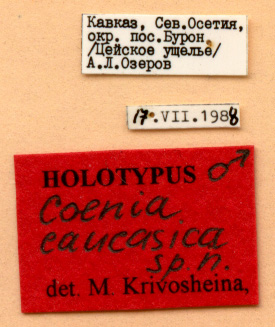 Кавказ, Сев.Осетия,
окр. пос.Бурон
/Цейское ущелье/
А.Л.Озеров
17.VII.1988
HOLOTYPUS ♂
Coenia
caucasica
sp. n.
det. M. Krivosheina,